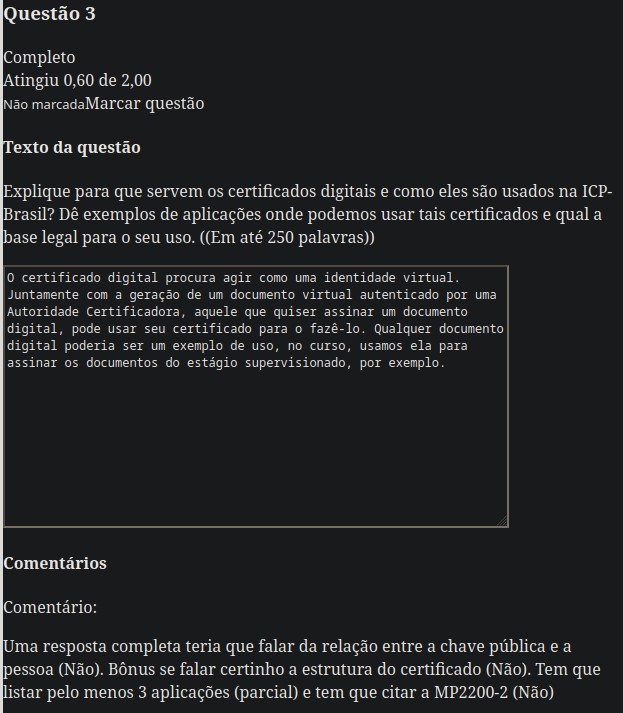 Questão 3
Completo
Atingiu 0,60 de 2,00
Não marcadaMarcar questão
Texto da questão
Explique para que servem os certificados digitais e como eles são usados na ICP-
Brasil? Dê exemplos de aplicações onde podemos usar tais certificados e qual a
base legal para o seu uso. ((Em até 250 palavras))
O certificado digital procura agir como uma identidade virtual.
Juntamente com a geração de um documento virtual autenticado por uma
Autoridade Certificadora, aquele que quiser assinar um documento
digital, pode usar seu certificado para o fazê-lo. Qualquer documento
digital poderia ser um exemplo de uso, no curso, usamos ela para
assinar os documentos do estágio supervisionado, por exemplo.
Comentários
Comentário:
Uma resposta completa teria que falar da relação entre a chave pública e a
pessoa (Não). Bônus se falar certinho a estrutura do certificado (Não). Tem que
listar pelo menos 3 aplicações (parcial) e tem que citar a MP2200-2 (Não)